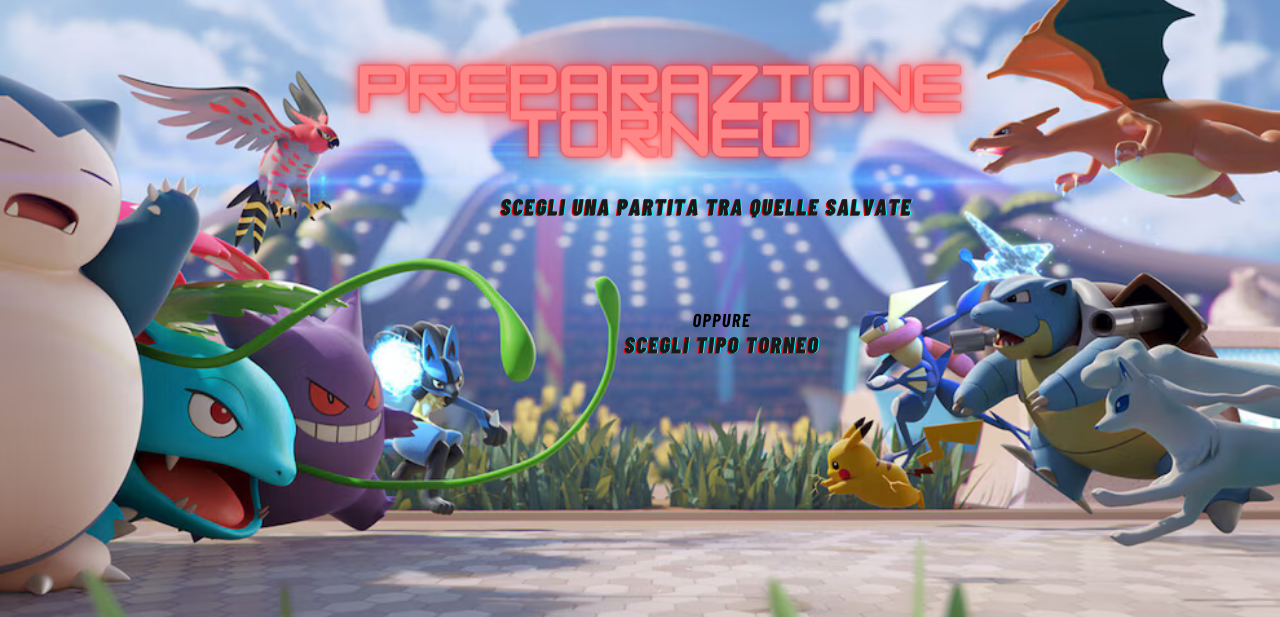 PREPARAZIONE
TORNEO
SCEGLI UNA PARTITA TRA QUELLE SALVATE
OPPURE
SCEGLI TIPO TORNEO